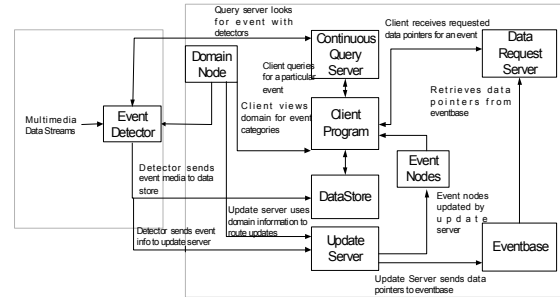 Query server looks
for event with
detectors
Continuous
Query
Server
Client receives requested
data pointers for an event
Data
Request
Server
Domain
Node
Client queries
for a particular
event
Retrieves data
pointers from
eventbase
Multimedia
Data Streams
Event
Detector
Client views
domain for event
categories
Client
Program
Event
Nodes
Detector sends
event media to data
store
DataStore
Event nodes
updated by
update
server
Update server uses
domain information to
route updates
Detector sends event
info to update server
Update
Server
Eventbase
Update Server sends data
pointers to eventbase